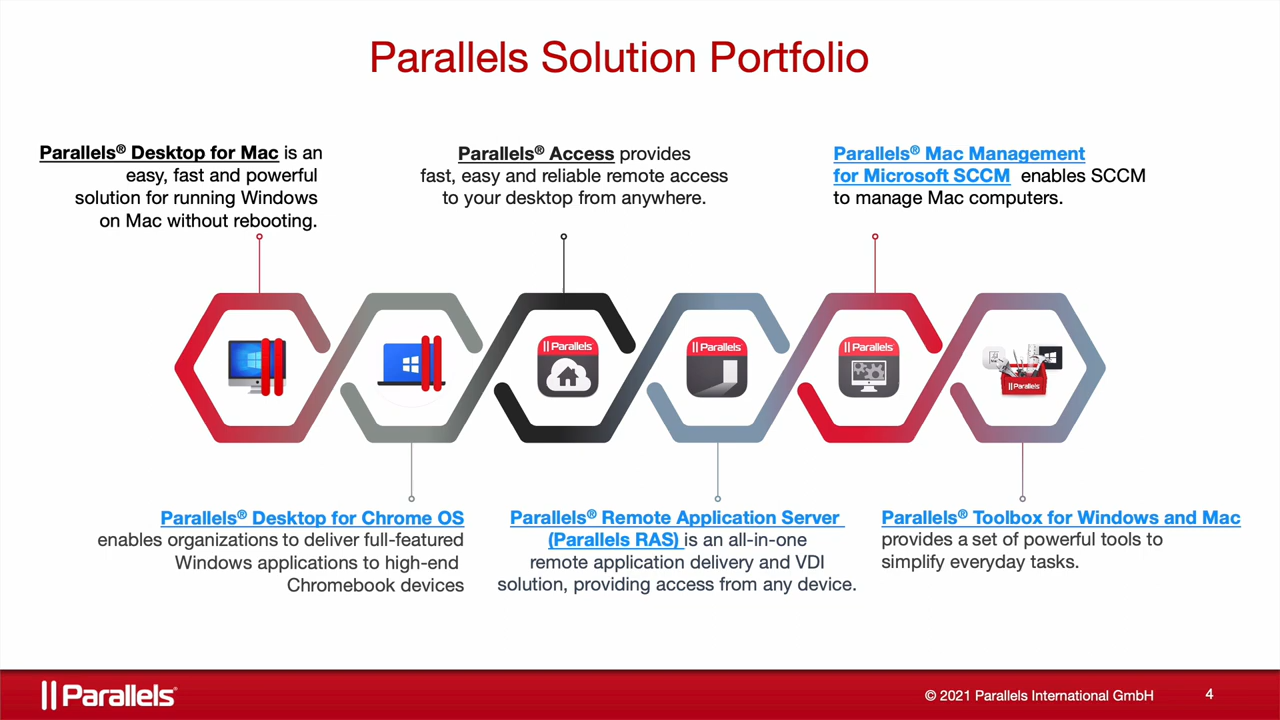 Parallels Solution Portfolio
Parallels® Desktop for Mac is an
easy, fast and powerful
solution for running Windows
on Mac without rebooting.
Parallels® Access provides
fast, easy and reliable remote access
to your desktop from anywhere.
Parallels® Mac Management
for Microsoft SCCM enables SCCM
to manage Mac computers.
|| Parallels
|| Parallels
|| Parallels
|| Parallels
Parallels® Desktop for Chrome OS
enables organizations to deliver full-featured
Windows applications to high-end
Chromebook devices
Parallels® Remote Application Server
(Parallels RAS) is an all-in-one
remote application delivery and VDI
solution, providing access from any device.
Parallels® Toolbox for Windows and Mac
provides a set of powerful tools to
simplify everyday tasks.
|| Parallels®
© 2021 Parallels International GmbH
4